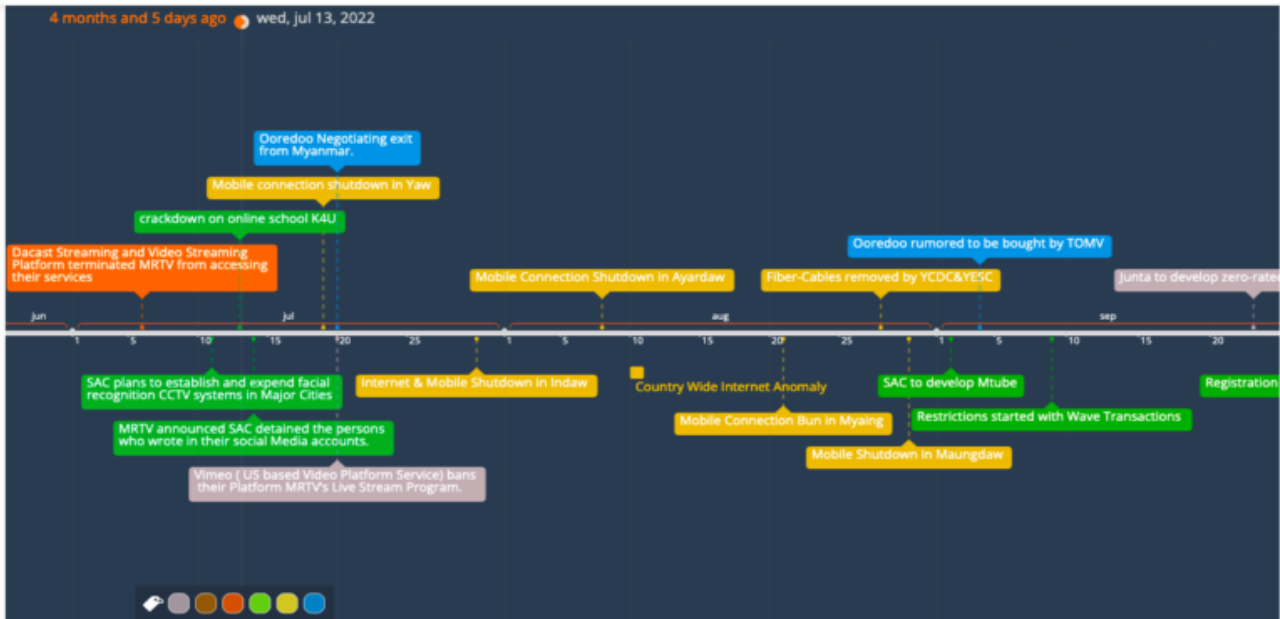 4 months and 5 days ago wed, jul 13, 2022
Ooredoo Negotiating exit
from Myanmar.
Mobile connection shutdown in Yaw
crackdown on online school K4U
Dacast Streaming and Video Streaming
Platform terminated MRTV from accessing
their services
Ooredoo rumored to be bought by TOMV
Mobile Connection Shutdown in Ayardaw
Fiber-Cables removed by YCDC&YESC
Junta to develop zero-rated
jun jul aug sep
1 5 10 15 20 25 1 5 10 15 20 25 1 5 10 15 20
SAC plans to establish and expend facial
recognition CCTV systems in Major Cities
Internet & Mobile Shutdown in Indaw
Country Wide Internet Anomaly
SAC to develop Mtube
Registration
MRTV announced SAC detained the persons
who wrote in their social Media accounts.
Mobile Connection Bun in Myaing
Restrictions started with Wave Transactions
Mobile Shutdown in Maungdaw
Vimeo ( US based Video Platform Service) bans
their Platform MRTV's Live Stream Program.